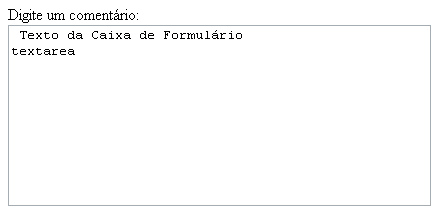 Digite um comentário:
Texto da Caixa de Formulário
textarea